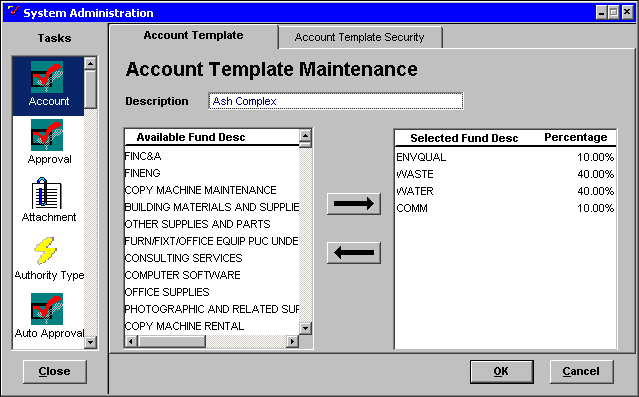 System Administration
Tasks
Account
Approval
Attachment
Authority Type
Auto Approval
Close
Account Template
Account Template Security
Account Template Maintenance
Description Ash Complex
Available Fund Desc
FINC&A
FINENG
COPY MACHINE MAINTENANCE
BUILDING MATERIALS AND SUPPLIE
OTHER SUPPLIES AND PARTS
FURN/FIXT/OFFICE EQUIP PUC UNDE
CONSULTING SERVICES
COMPUTER SOFTWARE
OFFICE SUPPLIES
PHOTOGRAPHIC AND RELATED SUP
COPY MACHINE RENTAL
Selected Fund Desc Percentage
ENVQUAL 10.00%
WASTE 40.00%
WATER 40.00%
COMM 10.00%
OK
Cancel